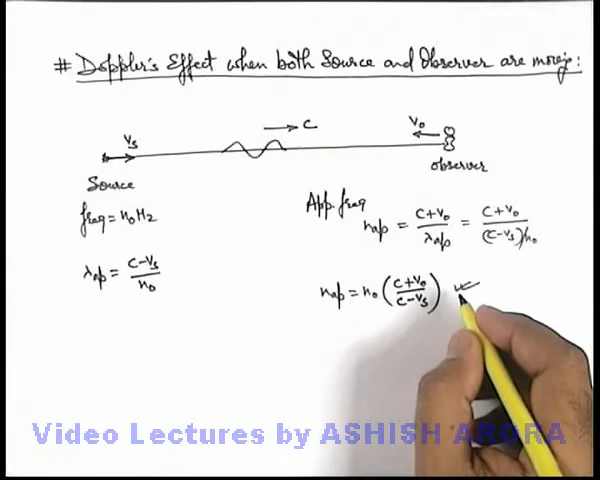 # Doppler's Effect when both Source and Observer are moving:
Vs
C
Vo
Source
observer
freq = n₀ Hz
λap = C-Vs / n₀
App. freq
nap = C+Vo / λap = C+Vo / (C-Vs)/n₀
nap = n₀ (C+Vo / C-Vs)
Video Lectures by ASHISH ARORA